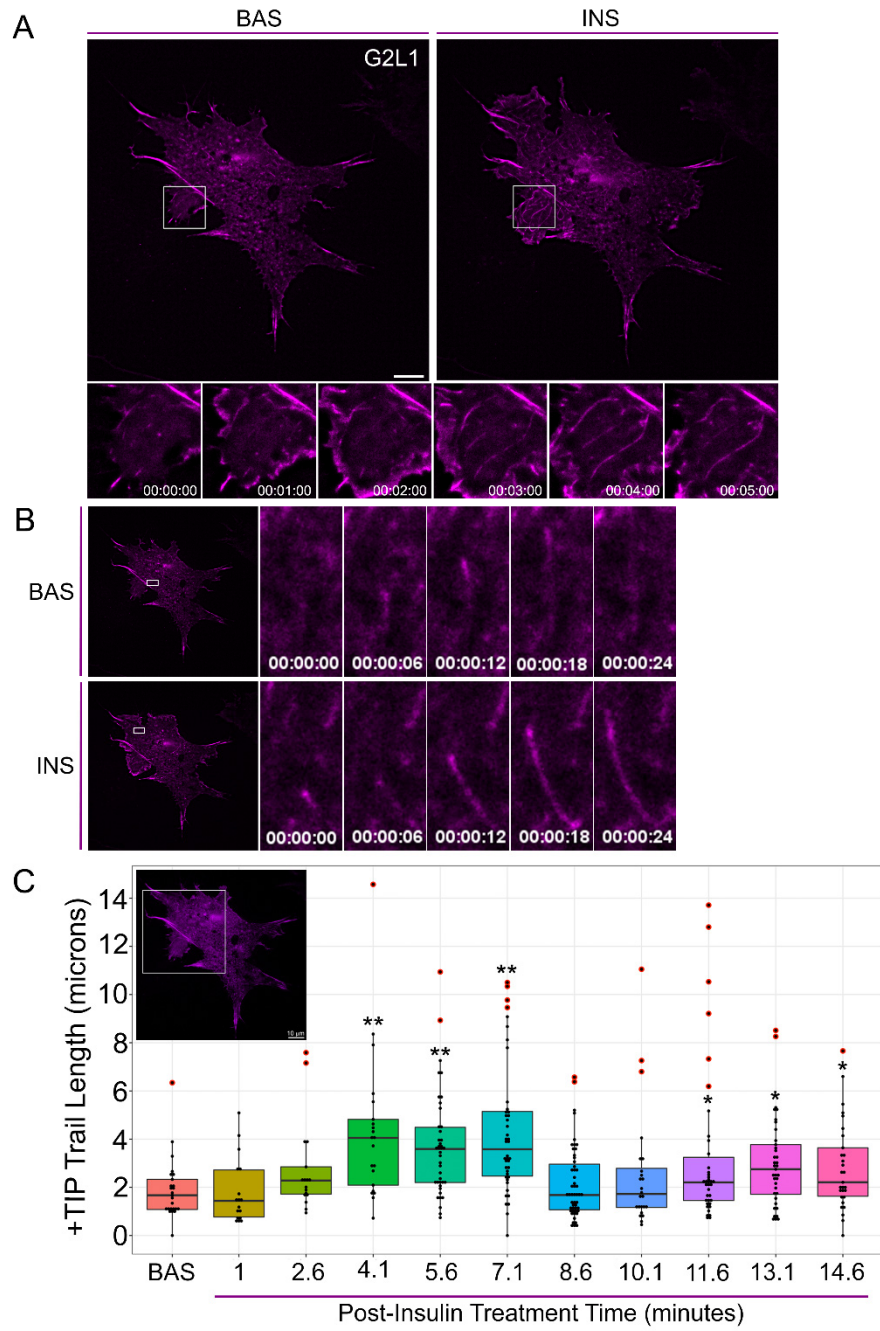 A
BAS
INS
G2L1
00:00:00
00:01:00
00:02:00
00:03:00
00:04:00
00:05:00
B
BAS
00:00:00
00:00:06
00:00:12
00:00:18
00:00:24
INS
00:00:00
00:00:06
00:00:12
00:00:18
00:00:24
C
+TIP Trail Length (microns)
14
12
10
8
6
4
2
0
10 µm
**
**
**
*
*
*
BAS 1 2.6 4.1 5.6 7.1 8.6 10.1 11.6 13.1 14.6
Post-Insulin Treatment Time (minutes)